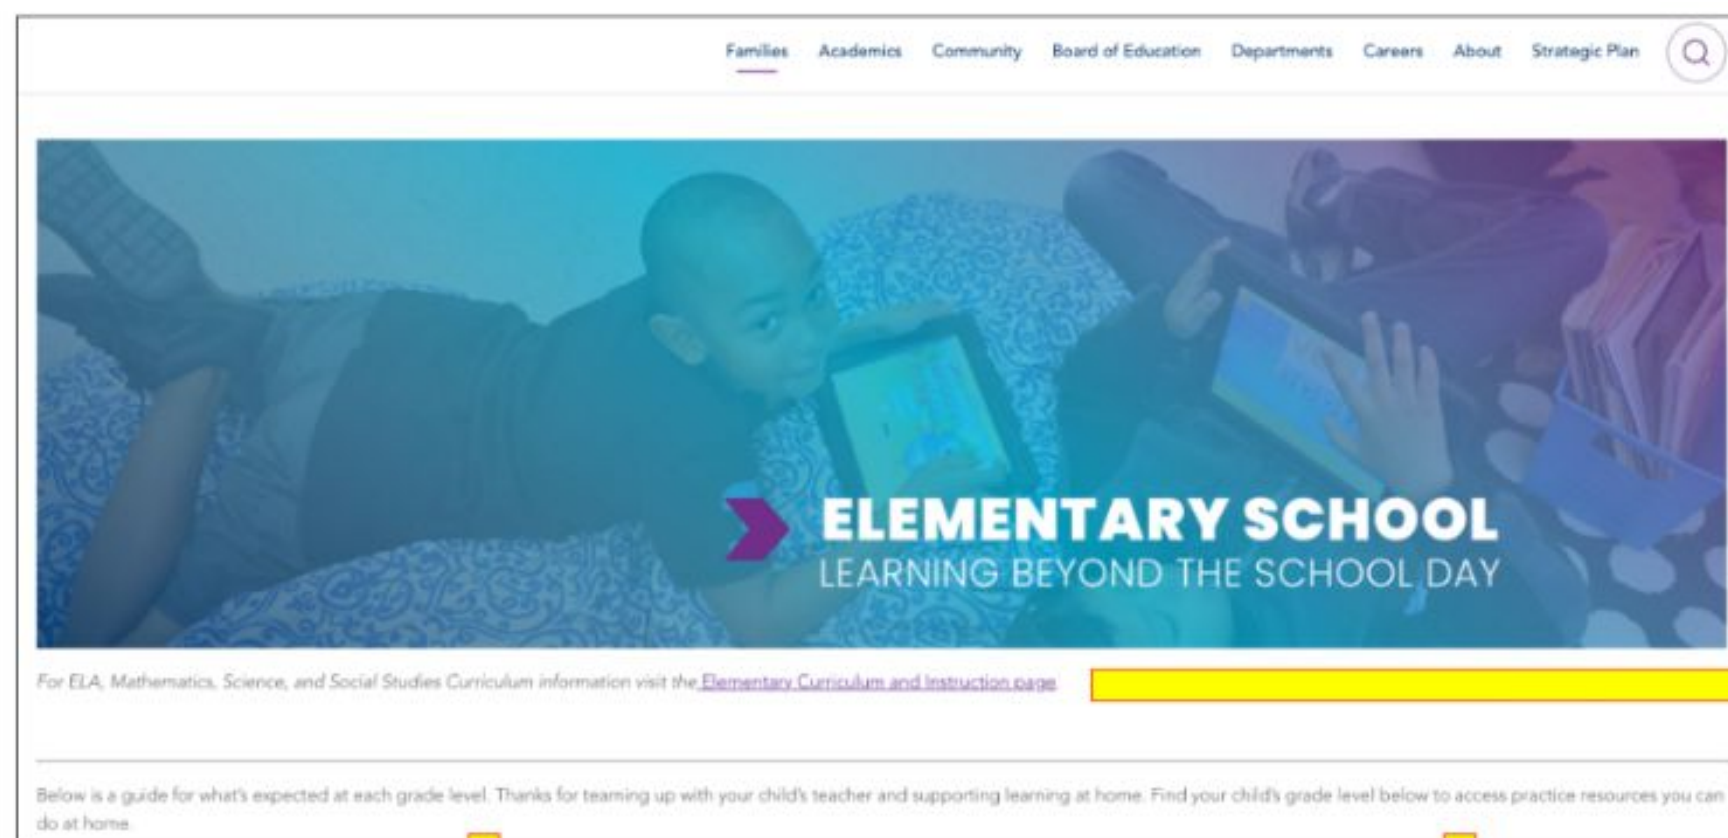 Families Academics Community Board of Education Departments Careers About Strategic Plan
ELEMENTARY SCHOOL
LEARNING BEYOND THE SCHOOL DAY
For ELA, Mathematics, Science, and Social Studies Curriculum information visit the Elementary Curriculum and Instruction page.
Below is a guide for what's expected at each grade level. Thanks for teaming up with your child's teacher and supporting learning at home. Find your child's grade level below to access practice resources you can
do at home.